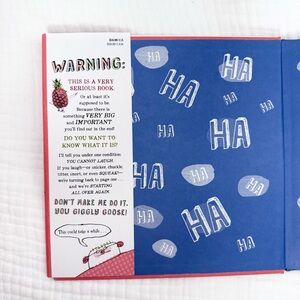 WARNING:
THIS IS A VERY
SERIOUS BOOK.
Or at least it's
supposed to be.
Because there is
something VERY BIG
and IMPORTANT
you'll find out in the end!
DO YOU WANT TO
KNOW WHAT IT IS?
I'll tell you under one condition:
YOU CANNOT LAUGH.
If you laugh—or snicker, chuckle,
titter, snort, or even SQUEAK—
we're turning back to page one . . .
and we're STARTING
ALL OVER AGAIN.
DON'T MAKE ME DO IT,
YOU GIGGLY GOOSE!
This could take a while . . .
HA
HA
HA
HA
HA
HA
HA
HA
HA
HA
HA